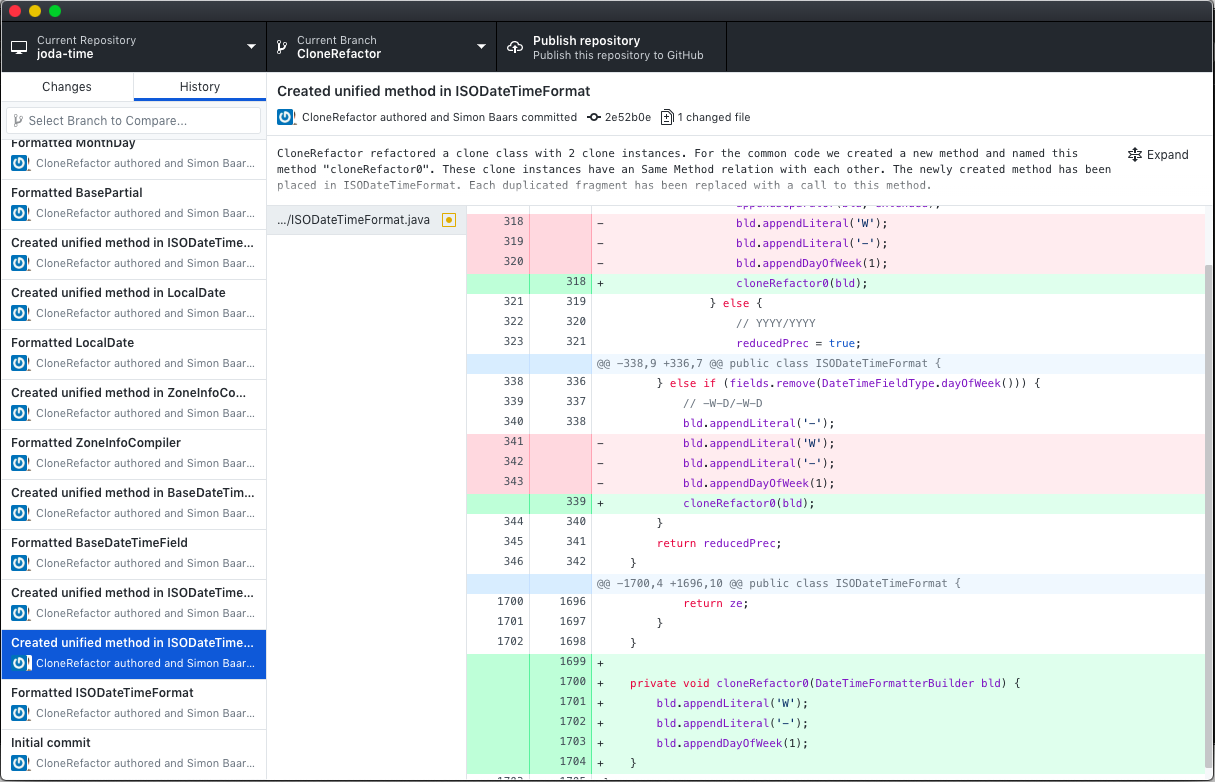 Current Repository
joda-time
Current Branch
CloneRefactor
Publish repository
Publish this repository to GitHub
Changes
History
Select Branch to Compare...
Formatted MonthDay
CloneRefactor authored and Simon Baar...
Formatted BasePartial
CloneRefactor authored and Simon Baar...
Created unified method in ISODateTime...
CloneRefactor authored and Simon Baar...
Created unified method in LocalDate
CloneRefactor authored and Simon Baar...
Formatted LocalDate
CloneRefactor authored and Simon Baar...
Created unified method in ZoneInfoCo...
CloneRefactor authored and Simon Baar...
Formatted ZoneInfoCompiler
CloneRefactor authored and Simon Baar...
Created unified method in BaseDateTim...
CloneRefactor authored and Simon Baar...
Formatted BaseDateTimeField
CloneRefactor authored and Simon Baar...
Created unified method in ISODateTime...
CloneRefactor authored and Simon Baar...
Created unified method in ISODateTime...
CloneRefactor authored and Simon Baar...
Formatted ISODateTimeFormat
CloneRefactor authored and Simon Baar...
Initial commit
CloneRefactor authored and Simon Baar...
Created unified method in ISODateTimeFormat
CloneRefactor authored and Simon Baars committed 2e52b0e 1 changed file
CloneRefactor refactored a clone class with 2 clone instances. For the common code we created a new method and named this
method "cloneRefactor0". These clone instances have an Same Method relation with each other. The newly created method has been
placed in ISODateTimeFormat. Each duplicated fragment has been replaced with a call to this method.
Expand
.../ISODateTimeFormat.java
318 - bld.appendLiteral('W');
319 - bld.appendLiteral('-');
320 - bld.appendDayOfWeek(1);
318 + cloneRefactor0(bld);
321 319 } else {
322 320 // YYYY/YYYY
323 321 reducedPrec = true;
@@ -338,9 +336,7 @@ public class ISODateTimeFormat {
338 336 } else if (fields.remove(DateTimeFieldType.dayOfWeek())) {
339 337 // -W-D/-W-D
340 338 bld.appendLiteral('-');
341 - bld.appendLiteral('W');
342 - bld.appendLiteral('-');
343 - bld.appendDayOfWeek(1);
339 + cloneRefactor0(bld);
344 340 }
345 341 return reducedPrec;
346 342 }
@@ -1700,4 +1696,10 @@ public class ISODateTimeFormat {
1700 1696 return ze;
1701 1697 }
1702 1698 }
1699 +
1700 + private void cloneRefactor0(DateTimeFormatterBuilder bld) {
1701 + bld.appendLiteral('W');
1702 + bld.appendLiteral('-');
1703 + bld.appendDayOfWeek(1);
1704 + }